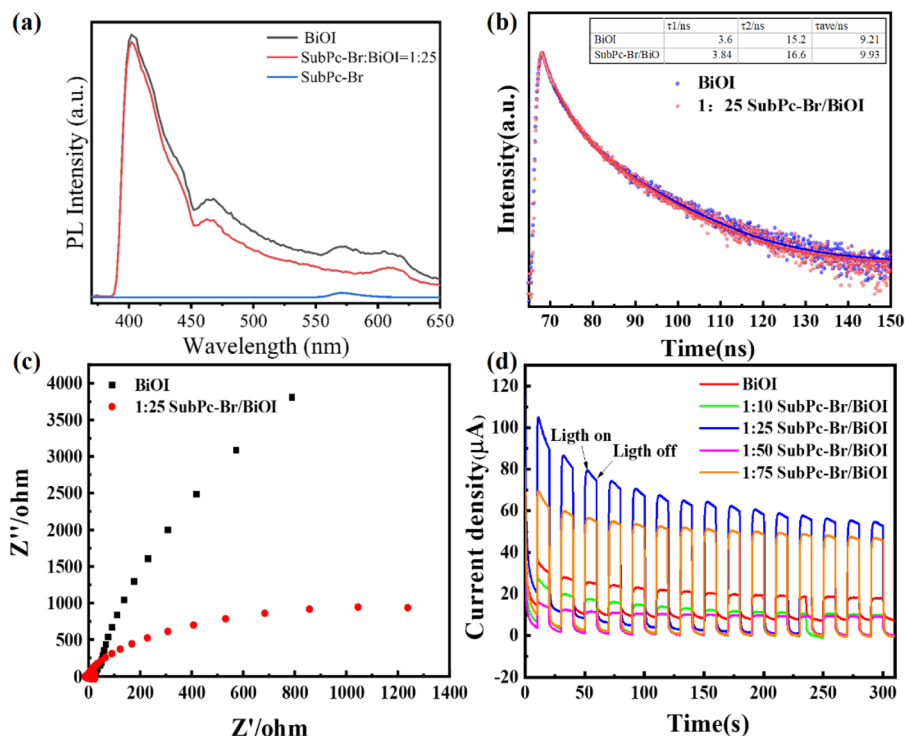 (a)
BiOI
SubPc-Br:BiOI=1:25
SubPc-Br
PL Intensity (a.u.)
400 450 500 550 600 650
Wavelength (nm)
(b)
τ1/ns τ2/ns τave/ns
BiOI 3.6 15.2 9.21
SubPc-Br/BiO 3.84 16.6 9.93
BiOI
1: 25 SubPc-Br/BiOI
Intensity(a.u.)
70 80 90 100 110 120 130 140 150
Time(ns)
(c)
BiOI
1:25 SubPc-Br/BiOI
Z''/ohm
4000
3500
3000
2500
2000
1500
1000
500
0
0 200 400 600 800 1000 1200 1400
Z'/ohm
(d)
BiOI
1:10 SubPc-Br/BiOI
1:25 SubPc-Br/BiOI
1:50 SubPc-Br/BiOI
1:75 SubPc-Br/BiOI
Ligth on
Ligth off
Current density(μA)
120
100
80
60
40
20
0
-20
0 50 100 150 200 250 300
Time(s)